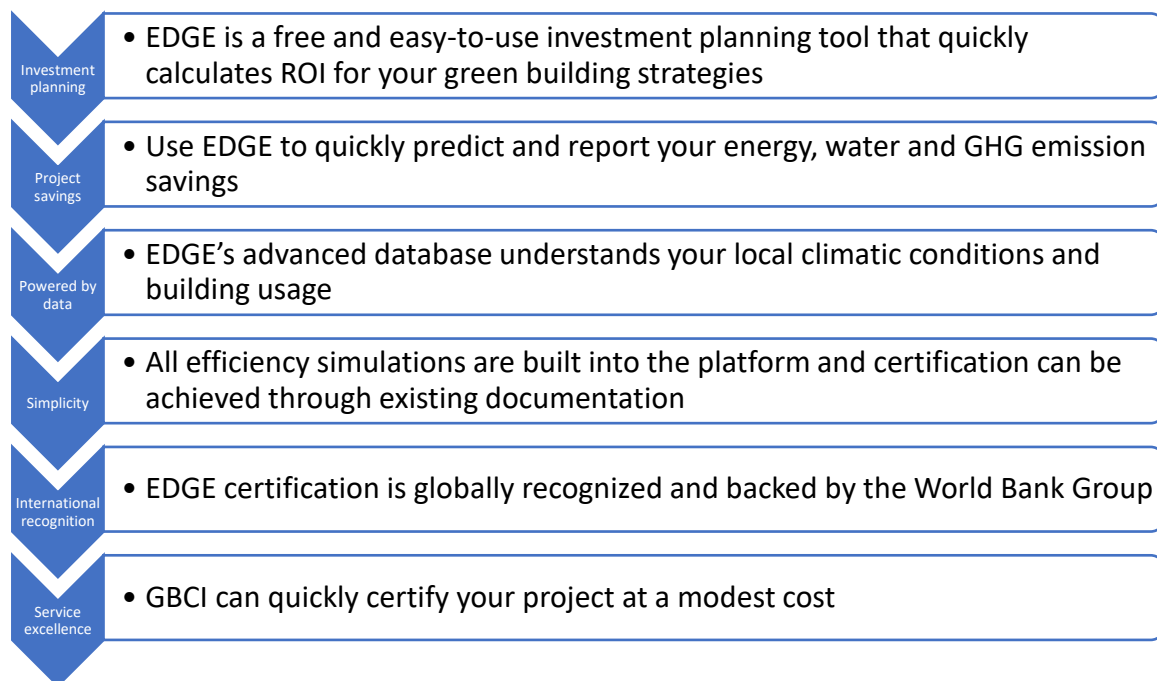 Investment
planning
• EDGE is a free and easy-to-use investment planning tool that quickly
calculates ROI for your green building strategies
Project
savings
• Use EDGE to quickly predict and report your energy, water and GHG emission
savings
Powered by
data
• EDGE’s advanced database understands your local climatic conditions and
building usage
Simplicity
• All efficiency simulations are built into the platform and certification can be
achieved through existing documentation
International
recognition
• EDGE certification is globally recognized and backed by the World Bank Group
Service
excellence
• GBCI can quickly certify your project at a modest cost